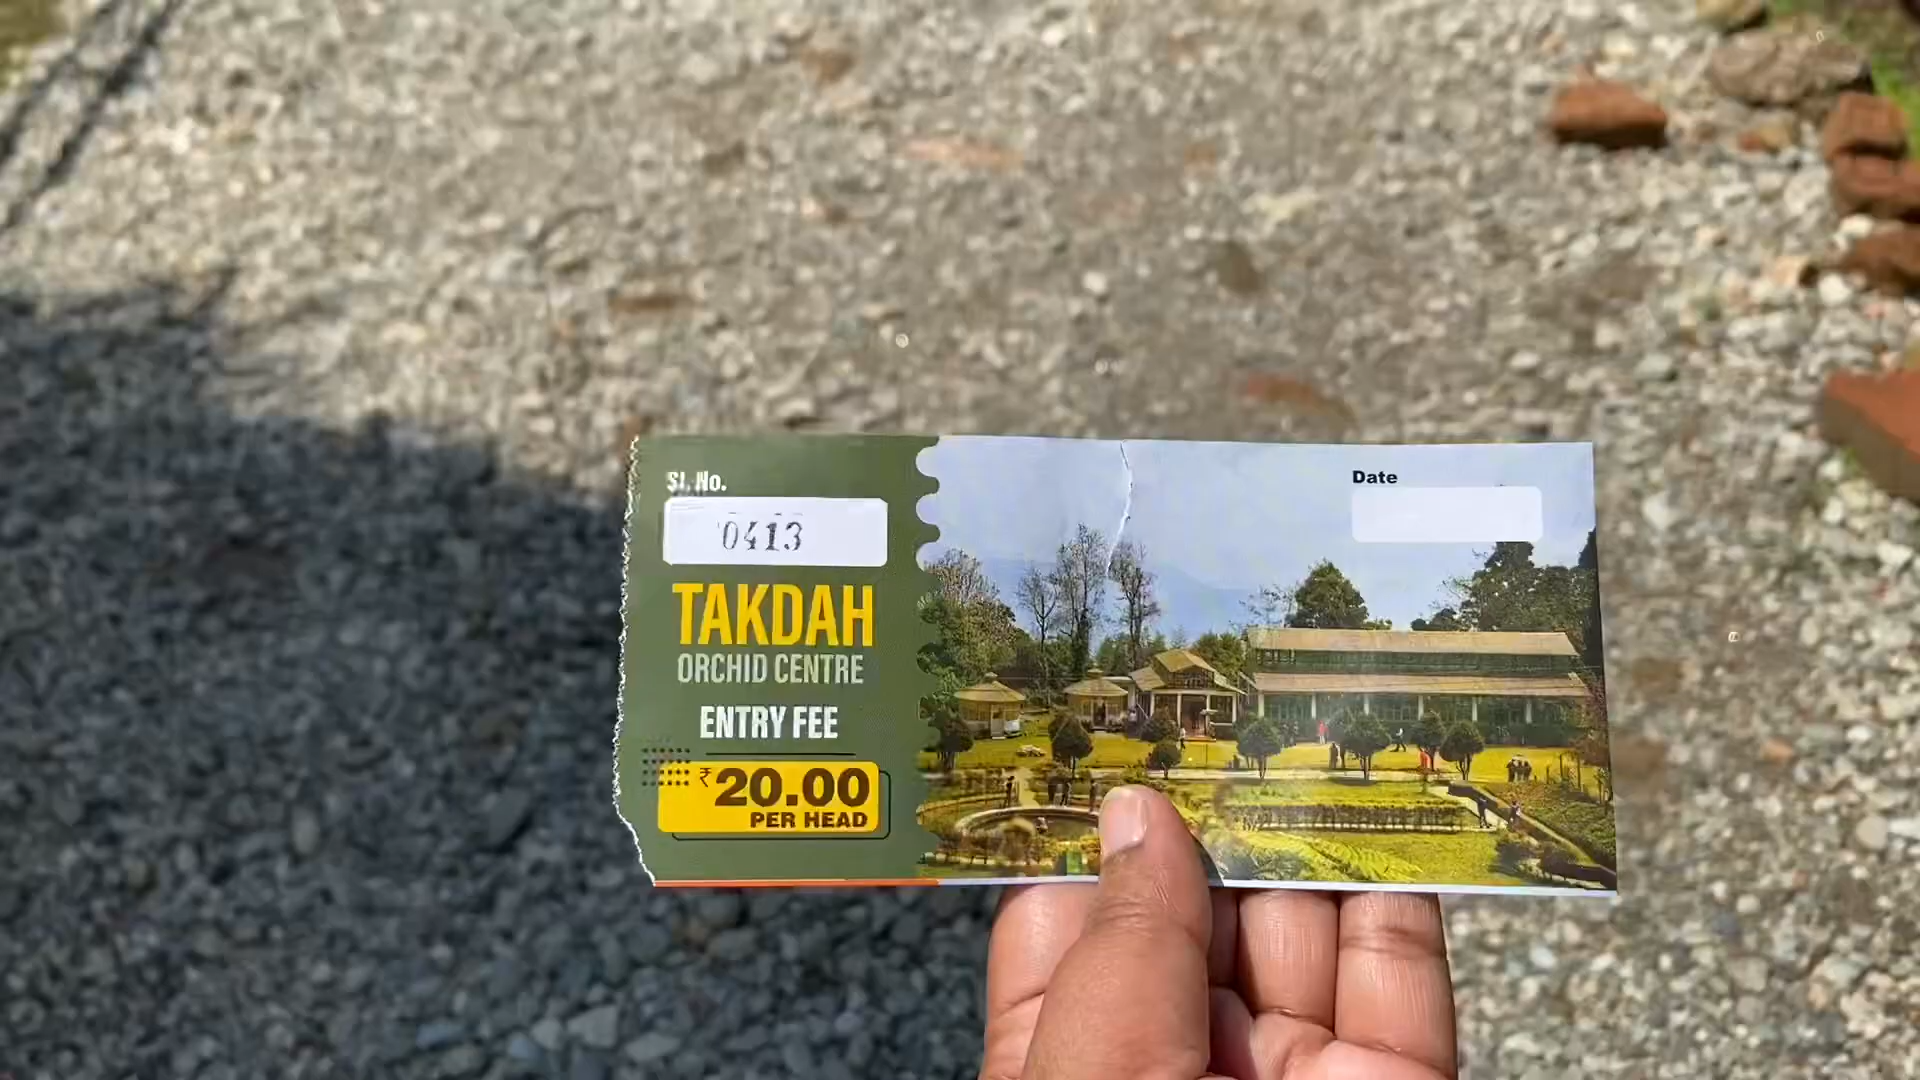 Sl. No.
0413
TAKDAH
ORCHID CENTRE
ENTRY FEE
₹20.00
PER HEAD
Date